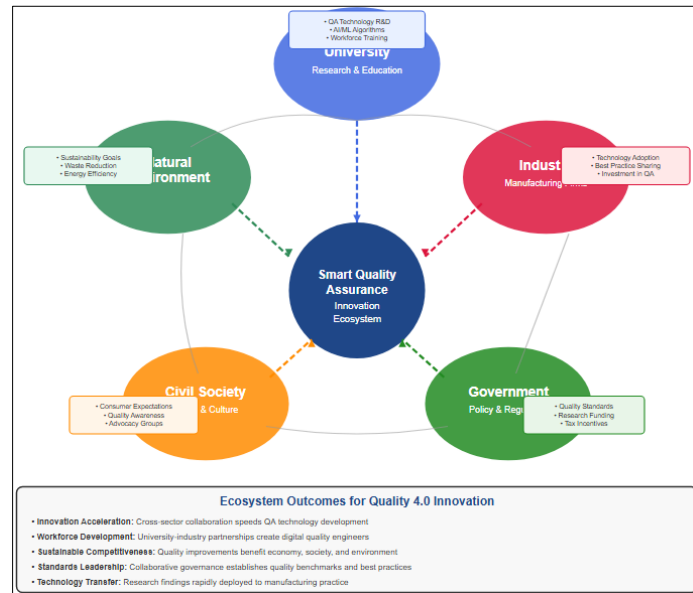 • QA Technology R&D
• AI/ML Algorithms
• Workforce Training
University
Research & Education
• Sustainability Goals
• Waste Reduction
• Energy Efficiency
• Technology Adoption
• Best Practice Sharing
• Investment in QA
Manufacturing
Smart Quality
Assurance
Innovation
Ecosystem
Civil Society
& Culture
• Consumer Expectations
• Quality Awareness
• Advocacy Groups
Government
Policy &
• Quality Standards
• Research Funding
• Tax Incentives
Ecosystem Outcomes for Quality 4.0 Innovation
• Innovation Acceleration: Cross-sector collaboration speeds QA technology development
• Workforce Development: University-industry partnerships create digital quality engineers
• Sustainable Competitiveness: Quality improvements benefit economy, society, and environment
• Standards Leadership: Collaborative governance establishes quality benchmarks and best practices
• Technology Transfer: Research findings rapidly deployed to manufacturing practice